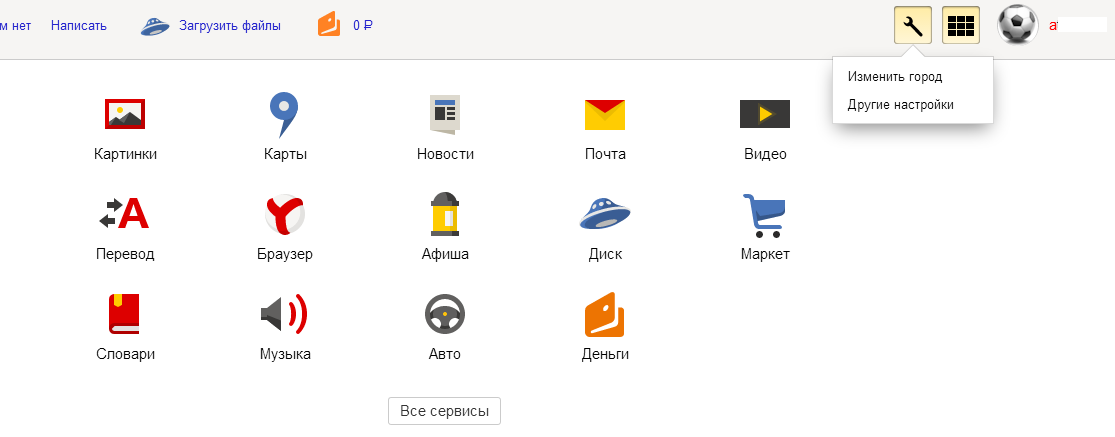 м нет Написать Загрузить файлы 0 ₽
Изменить город
Другие настройки
Картинки Карты Новости Почта Видео
Перевод Браузер Афиша Диск Маркет
Словари Музыка Авто Деньги
Все сервисы